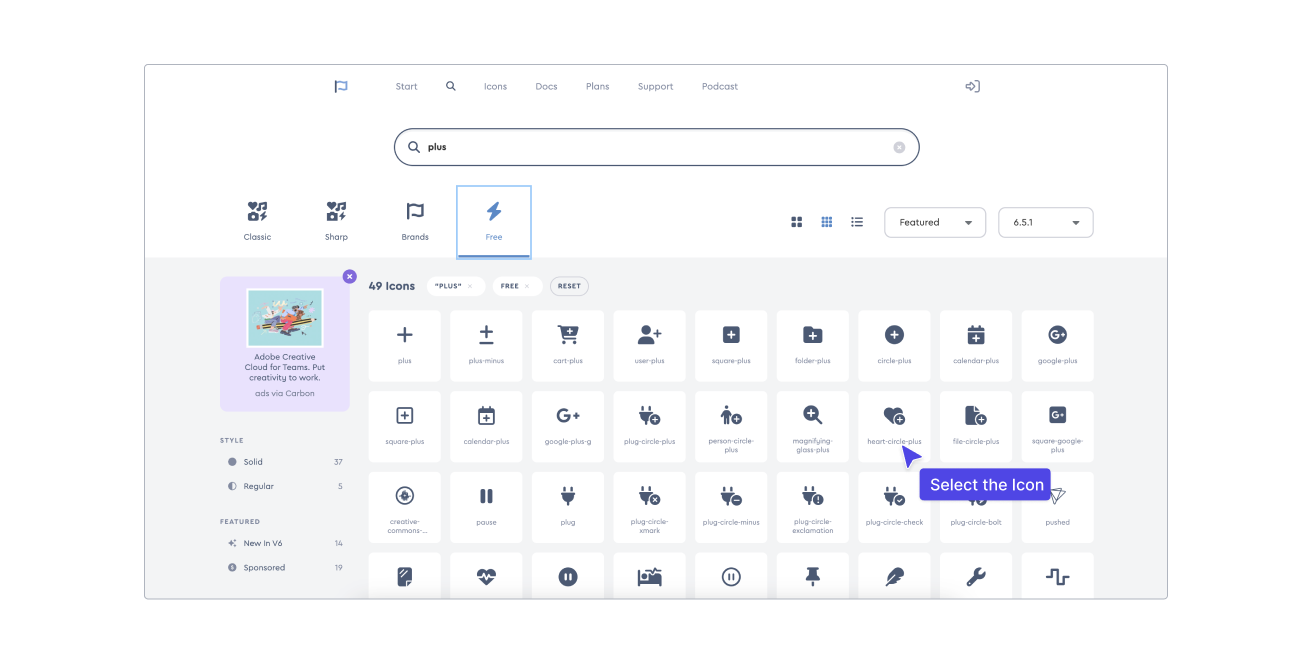 Start
Icons
Docs
Plans
Support
Podcast
plus
Classic
Sharp
Brands
Free
Featured
6.5.1
49 Icons
"PLUS" ×
FREE ×
RESET
Adobe Creative
Cloud for Teams. Put
creativity to work.
ads via Carbon
STYLE
Solid 37
Regular 5
FEATURED
New In V6 14
Sponsored 19
plus
plus-minus
cart-plus
user-plus
square-plus
folder-plus
circle-plus
calendar-plus
google-plus
square-plus
calendar-plus
google-plus-g
plug-circle-plus
person-circle-
plus
magnifying-
glass-plus
heart-circle-plus
file-circle-plus
square-google-
plus
Select the Icon
creative-
commons-...
pause
plug
plug-circle-
xmark
plug-circle-minus
plug-circle-
exclamation
plug-circle-check
plug-circle-bolt
pushed